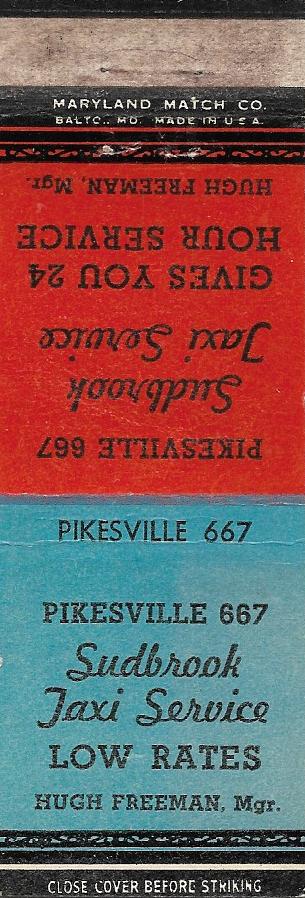 MARYLAND MATCH CO.
BALTO., MD. MADE IN U S A.
PIKESVILLE 667
Sudbrook
Taxi Service
GIVES YOU 24
HOUR SERVICE
HUGH FREEMAN, Mgr.
PIKESVILLE 667
PIKESVILLE 667
Sudbrook
Taxi Service
LOW RATES
HUGH FREEMAN, Mgr.
CLOSE COVER BEFORE STRIKING